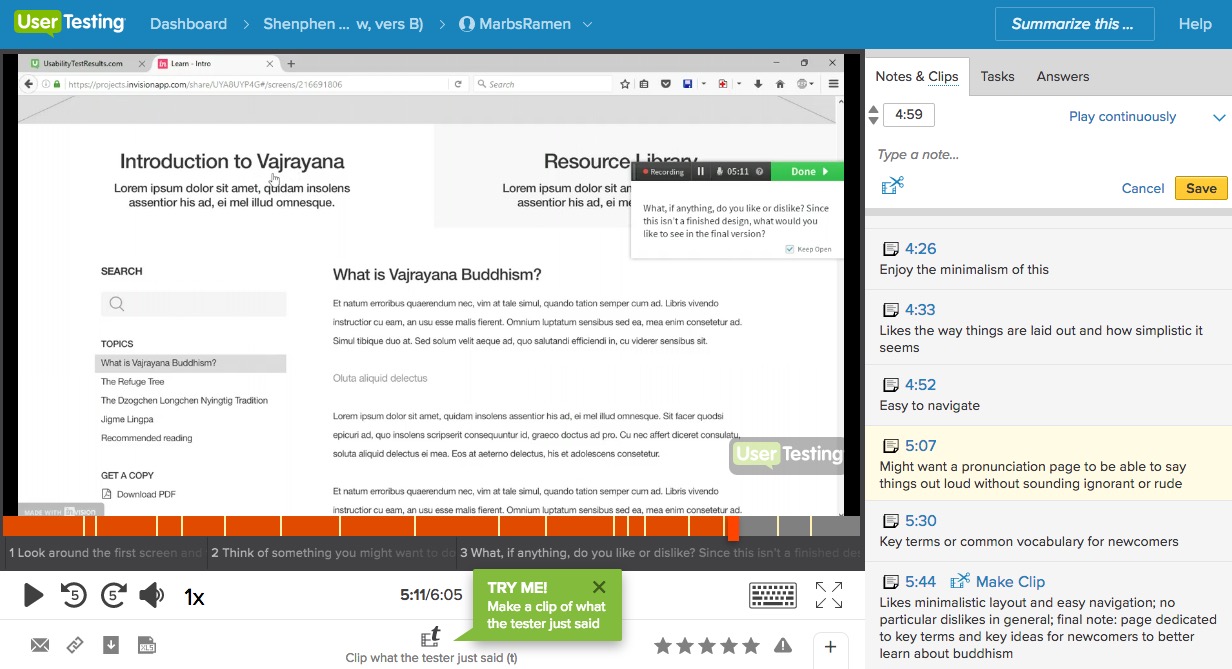 UserTesting Dashboard Shenphen ... w, vers B) MarbsRamen Summarize this ... Help
UsabilityTestResults.com Learn - Intro
https://projects.invisionapp.com/share/UYA8UYP4G#/screens/216691806 Search
Introduction to Vajrayana
Lorem ipsum dolor sit amet, quidam insolens
assentior his ad, ei mel illud omnesque.
Resource Library
Lorem ipsum dolor sit
assentior his ad, ei
Recording 05:11 Done
What, if anything, do you like or dislike? Since
this isn't a finished design, what would you
like to see in the final version?
Keep Open
SEARCH
TOPICS
What is Vajrayana Buddhism?
The Refuge Tree
The Dzogchen Longchen Nyingtig Tradition
Jigme Lingpa
Recommended reading
GET A COPY
Download PDF
What is Vajrayana Buddhism?
Et natum erroribus quaerendum nec, vim at tale simul, quando tation semper cum ad. Libris vivendo
instructior cu eam, an usu esse malis fierent. Omnium luptatum sensibus sed ea, mea enim consetetur ad.
Simul tibique duo at. Sed solum velit aeque ad, quo salutandi efficiendi in, cu viderer sensibus sit.
Oluta aliquid delectus
Lorem ipsum dolor sit amet, quidam insolens assentior his ad, ei mel illud omnesque. Sit facer quodsi
epicuri ad, quo insolens scripserit consequuntur id, graeco doctus ad pro. Cu nec affert diceret consulatu,
soluta aliquid delectus ei mea. Eos at aeterno delectus, his et adolescens consetetur.
Et natum erroribus quaerendum nec, vim at tale simul, quando tation semper cum ad. Libris vivendo
instructior cu eam, an usu esse malis fierent. Omnium luptatum sensibus sed ea, mea enim consetetur ad.
UserTesting
MADE WITH InVision
1 Look around the first screen and 2 Think of something you might want to do 3 What, if anything, do you like or dislike? Since this isn't a finished des
5 5 1x 5:11/6:05
TRY ME!
Make a clip of what
the tester just said
t
XLS
Clip what the tester just said (t)
+
Notes & Clips Tasks Answers
4:59 Play continuously
Type a note...
Cancel Save
4:26
Enjoy the minimalism of this
4:33
Likes the way things are laid out and how simplistic it
seems
4:52
Easy to navigate
5:07
Might want a pronunciation page to be able to say
things out loud without sounding ignorant or rude
5:30
Key terms or common vocabulary for newcomers
5:44 Make Clip
Likes minimalistic layout and easy navigation; no
particular dislikes in general; final note: page dedicated
to key terms and key ideas for newcomers to better
learn about buddhism